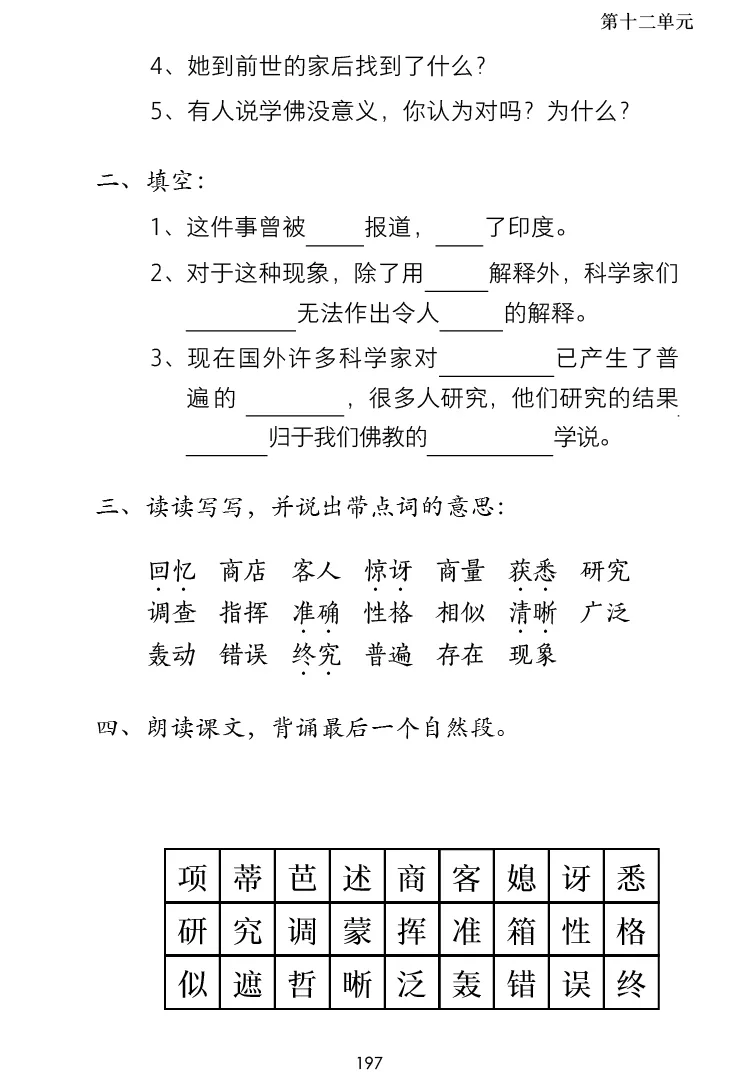 第十二单元
4、她到前世的家后找到了什么？
5、有人说学佛没意义，你认为对吗？为什么？
二、填空：
1、这件事曾被____报道，____了印度。
2、对于这种现象，除了用____解释外，科学家们
____无法作出令人____的解释。
3、现在国外许多科学家对____已产生了普
遍的____，很多人研究，他们研究的结果
____归于我们佛教的____学说。
三、读读写写，并说出带点词的意思：
回忆 商店 客人 惊讶 商量 获悉 研究
调查 指挥 准确 性格 相似 清晰 广泛
轰动 错误 终究 普遍 存在 现象
四、朗读课文，背诵最后一个自然段。
项 蒂 芭 述 商 客 媳 讶 悉
研 究 调 蒙 挥 准 箱 性 格
似 遮 哲 晰 泛 轰 错 误 终
197